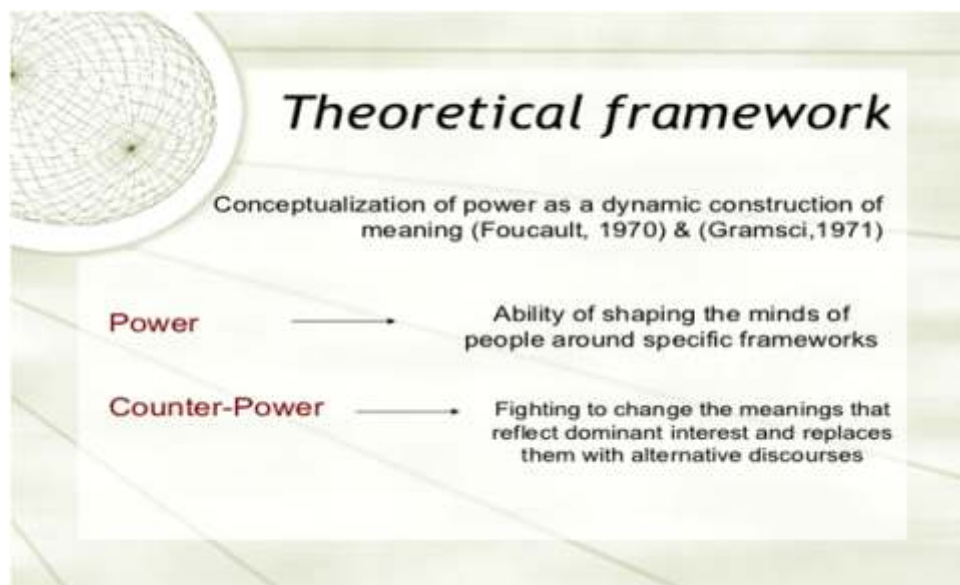 Theoretical framework
Conceptualization of power as a dynamic construction of
meaning (Foucault, 1970) & (Gramsci,1971)
Power
Ability of shaping the minds of
people around specific frameworks
Counter-Power
Fighting to change the meanings that
reflect dominant interest and replaces
them with alternative discourses